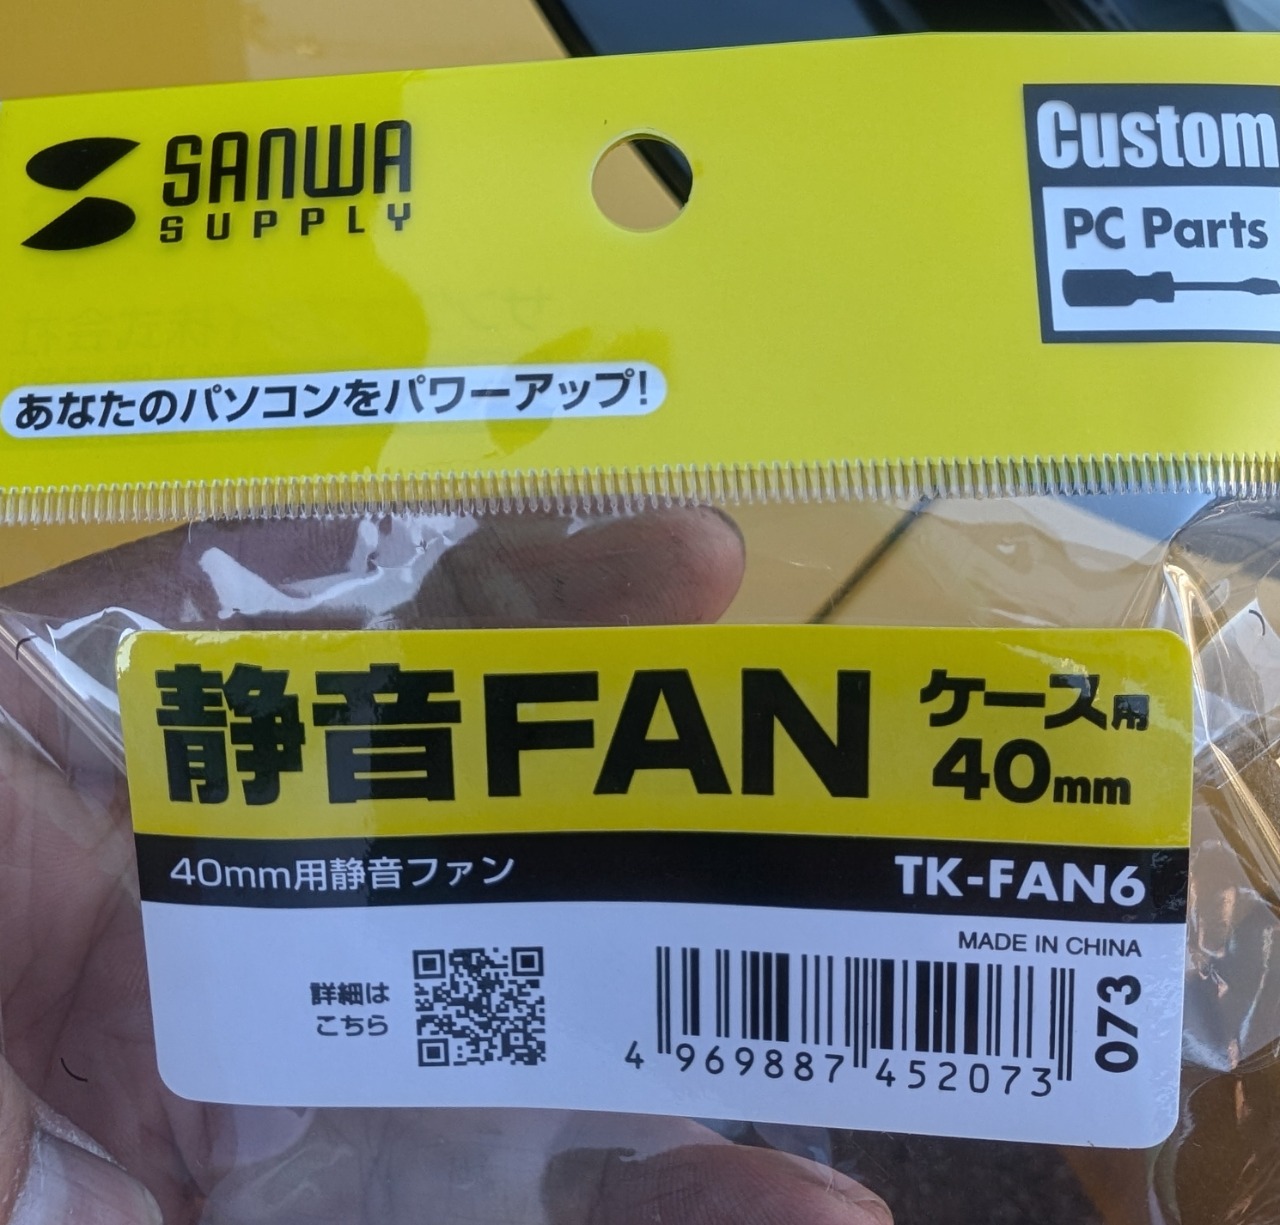 SANWA
SUPPLY
Custom
PC Parts
あなたのパソコンをパワーアップ!
静音FAN ケース用
40mm
40mm用静音ファン
TK-FAN6
MADE IN CHINA
詳細は
こちら
4 969887 452073
073